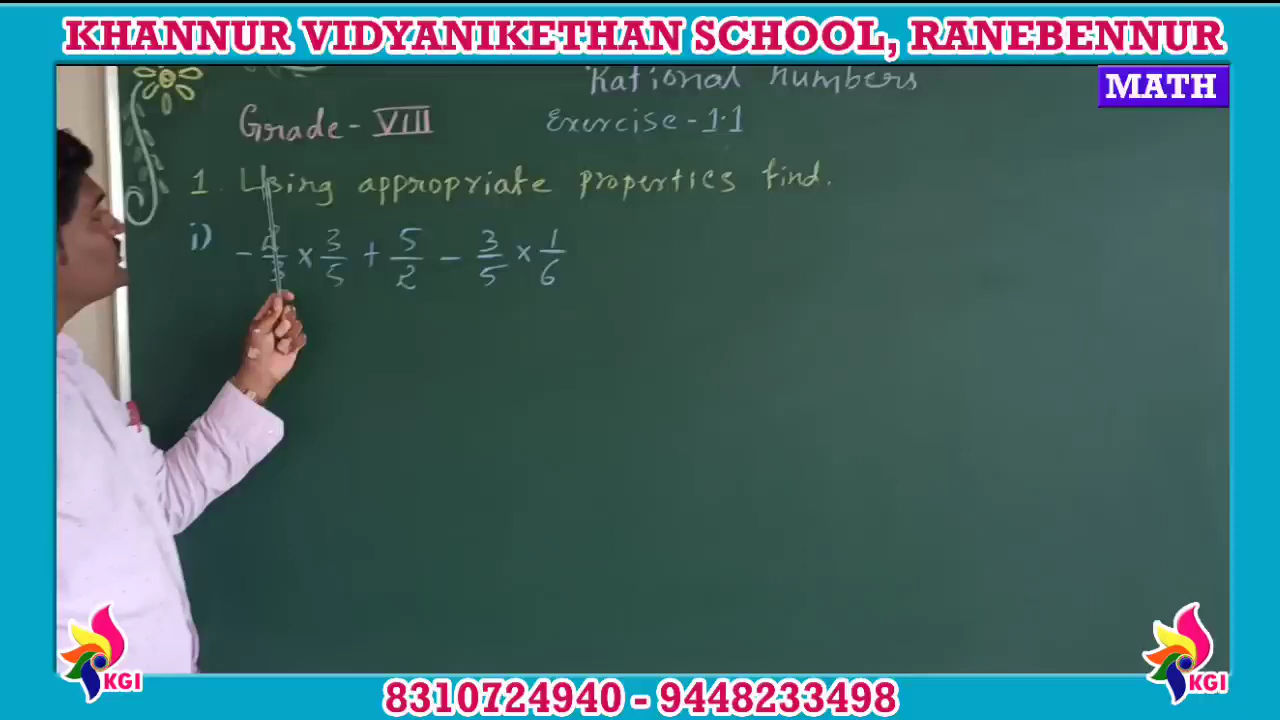 KHANNUR VIDYANIKETHAN SCHOOL, RANEBENNUR
Rational numbers
MATH
Grade - VIII
Exercise - 1.1
1. Using appropriate properties find.
i) - 2/3 × 3/5 + 5/2 - 3/5 × 1/6
KGI
KGI
8310724940 - 9448233498